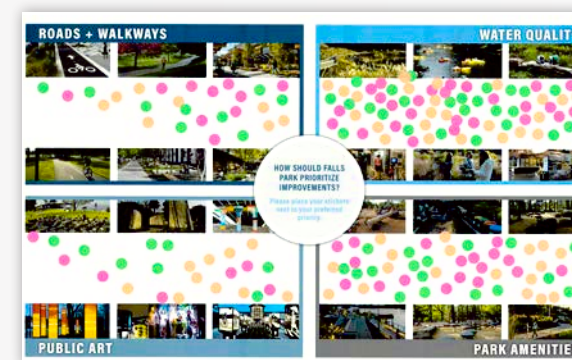 ROADS + WALKWAYS
WATER QUALIT
HOW SHOULD FALLS
PARK PRIORITIZE
IMPROVEMENTS?
Please place your stickers
next to your preferred
priority.
PUBLIC ART
PARK AMENITIE